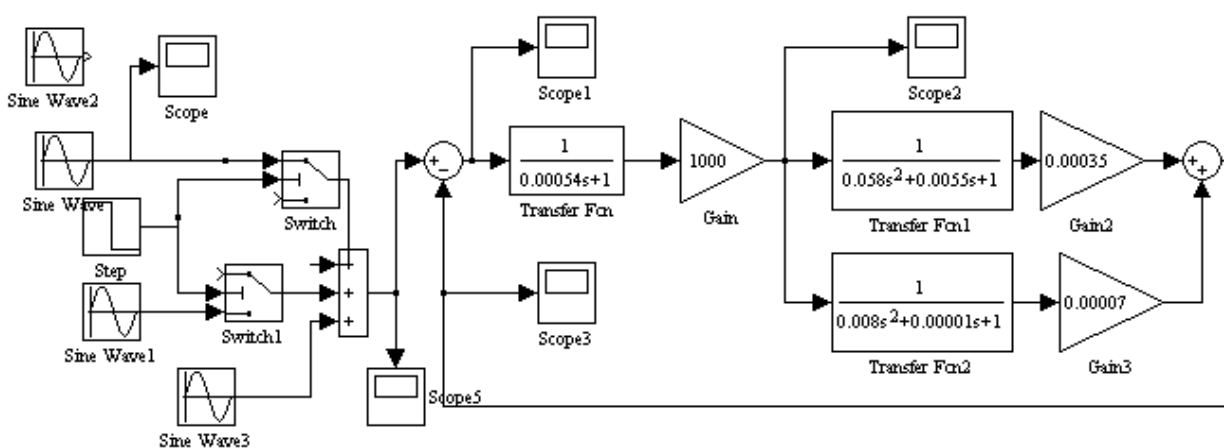 Sine Wave2
Scope
Scope1
Scope2
Sine Wave
Switch
+
−
1
0.00054s+1
Transfer Fcn
1000
Gain
1
0.058s²+0.0055s+1
Transfer Fcn1
0.00035
Gain2
+
+
Step
Sine Wave1
Switch1
+
+
+
Scope3
1
0.008s²+0.00001s+1
Transfer Fcn2
0.00007
Gain3
Sine Wave3
Scope5